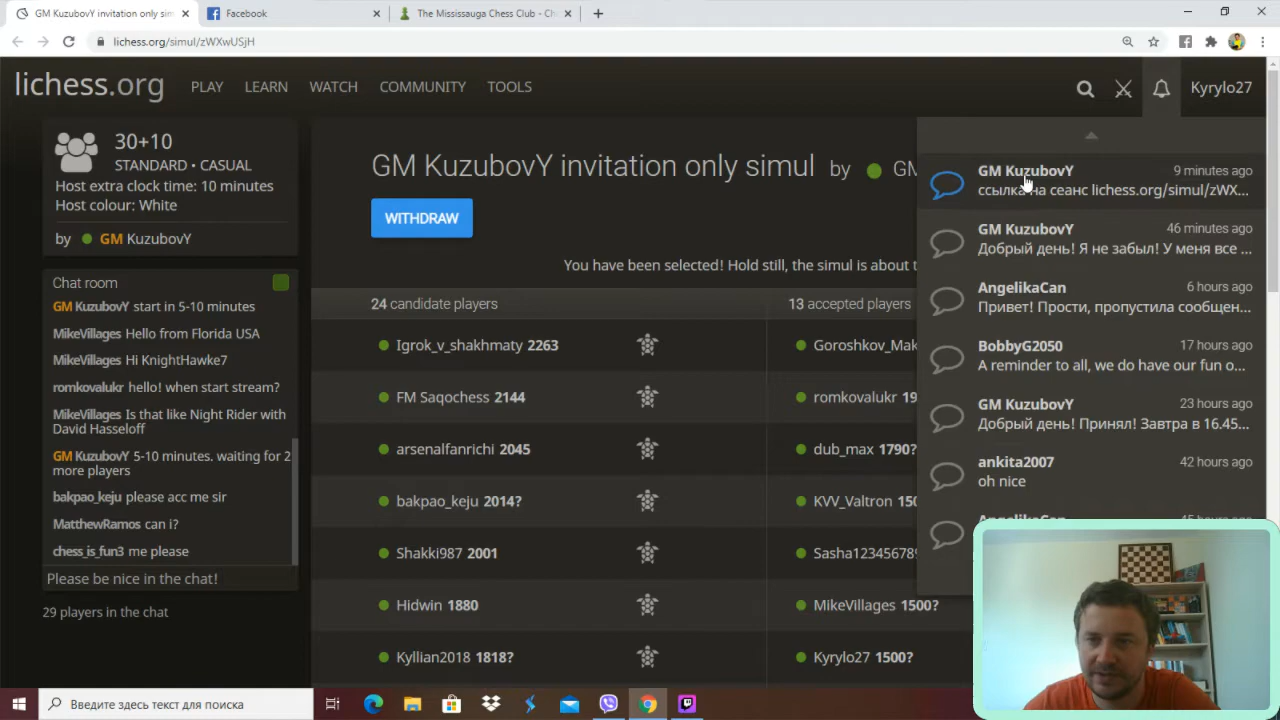 GM KuzubovY invitation only sim
Facebook
The Mississauga Chess Club - Ch
lichess.org/simul/zWXwUSjH
lichess.org
PLAY
LEARN
WATCH
COMMUNITY
TOOLS
Kyrylo27
30+10
STANDARD • CASUAL
Host extra clock time: 10 minutes
Host colour: White
by GM KuzubovY
Chat room
GM KuzubovY start in 5-10 minutes
MikeVillages Hello from Florida USA
MikeVillages Hi KnightHawke7
romkovalukr hello! when start stream?
MikeVillages Is that like Night Rider with
David Hasseloff
GM KuzubovY 5-10 minutes. waiting for 2
more players
bakpao_keju please acc me sir
MatthewRamos can i?
chess_is_fun3 me please
Please be nice in the chat!
29 players in the chat
GM KuzubovY invitation only simul by GM
WITHDRAW
You have been selected! Hold still, the simul is about t
24 candidate players
Igrok_v_shakhmaty 2263
FM Saqochess 2144
arsenalfanrichi 2045
bakpao_keju 2014?
Shakki987 2001
Hidwin 1880
Kyllian2018 1818?
13 accepted players
Goroshkov_Mak
romkovalukr 19
dub_max 1790?
KVV_Valtron 150
Sasha123456789
MikeVillages 1500?
Kyrylo27 1500?
GM KuzubovY 9 minutes ago
ссылка на сеанс lichess.org/simul/zWX...
GM KuzubovY 46 minutes ago
Добрый день! Я не забыл! У меня все ...
AngelikaCan 6 hours ago
Привет! Прости, пропустила сообщен...
BobbyG2050 17 hours ago
A reminder to all, we do have our fun o...
GM KuzubovY 23 hours ago
Добрый день! Принял! Завтра в 16.45...
ankita2007 42 hours ago
oh nice
AngelikaCan 45 hours ago
Введите здесь текст для поиска